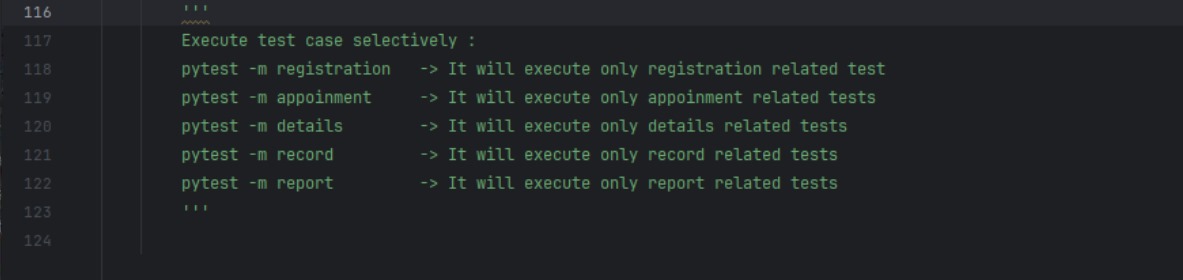 116 '''
117 Execute test case selectively :
118 pytest -m registration -> It will execute only registration related test
119 pytest -m appoinment -> It will execute only appoinment related tests
120 pytest -m details -> It will execute only details related tests
121 pytest -m record -> It will execute only record related tests
122 pytest -m report -> It will execute only report related tests
123 '''
124